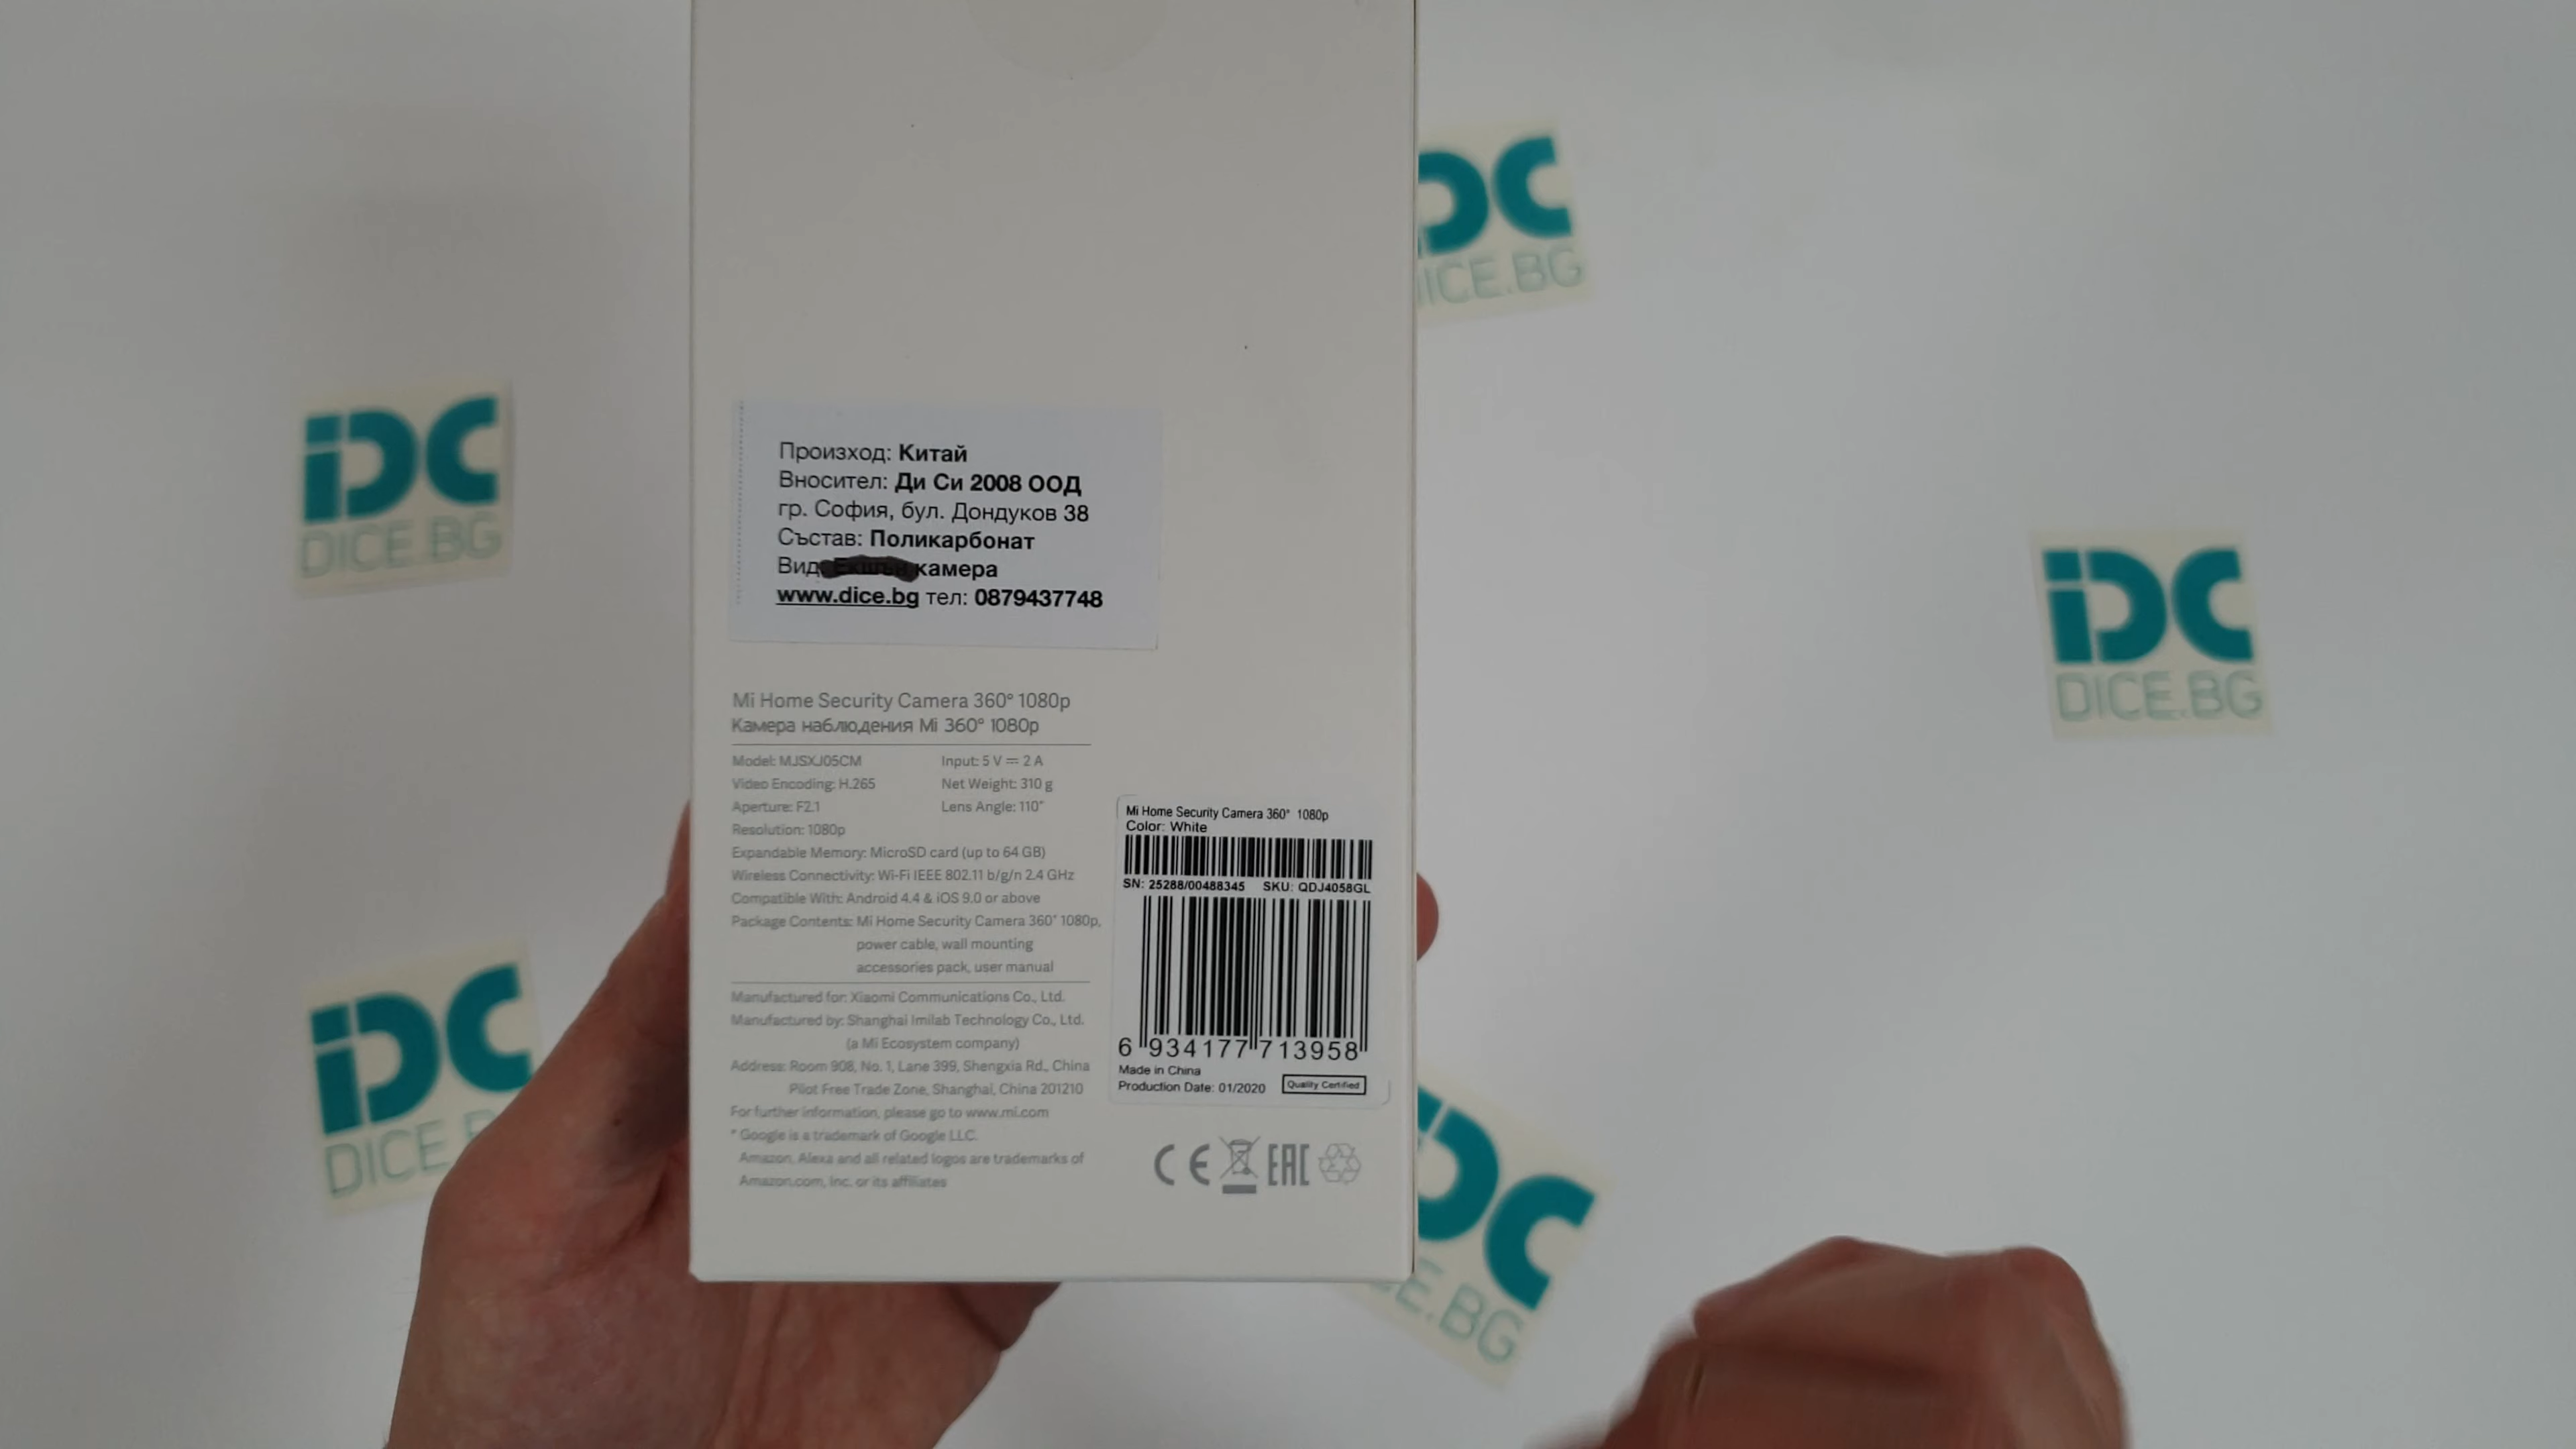 iDC
DICE.BG
DC
ICE.BG
iDC
DICE.BG
iDC
DICE
DC
E.BG
Произход: Китай
Вносител: Ди Си 2008 ООД
гр. София, бул. Дондуков 38
Състав: Поликарбонат
Вид камера
www.dice.bg тел: 0879437748
Mi Home Security Camera 360° 1080p
Камера наблюдения Mi 360° 1080p
Model: MJSXJ05CM Input: 5 V ⎓ 2 A
Video Encoding: H.265 Net Weight: 310 g
Aperture: F2.1 Lens Angle: 110°
Resolution: 1080p
Expandable Memory: MicroSD card (up to 64 GB)
Wireless Connectivity: Wi-Fi IEEE 802.11 b/g/n 2.4 GHz
Compatible With: Android 4.4 & iOS 9.0 or above
Package Contents: Mi Home Security Camera 360° 1080p,
power cable, wall mounting
accessories pack, user manual
Manufactured for: Xiaomi Communications Co., Ltd.
Manufactured by: Shanghai Imilab Technology Co., Ltd.
(a Mi Ecosystem company)
Address: Room 908, No. 1, Lane 399, Shengxia Rd., China
Pilot Free Trade Zone, Shanghai, China 201210
For further information, please go to www.mi.com
* Google is a trademark of Google LLC.
Amazon, Alexa and all related logos are trademarks of
Amazon.com, Inc. or its affiliates
Mi Home Security Camera 360° 1080p
Color: White
SN: 25288/00488345 SKU: QDJ4058GL
6 934177 713958
Made in China
Production Date: 01/2020 Quality Certified
CE EAC